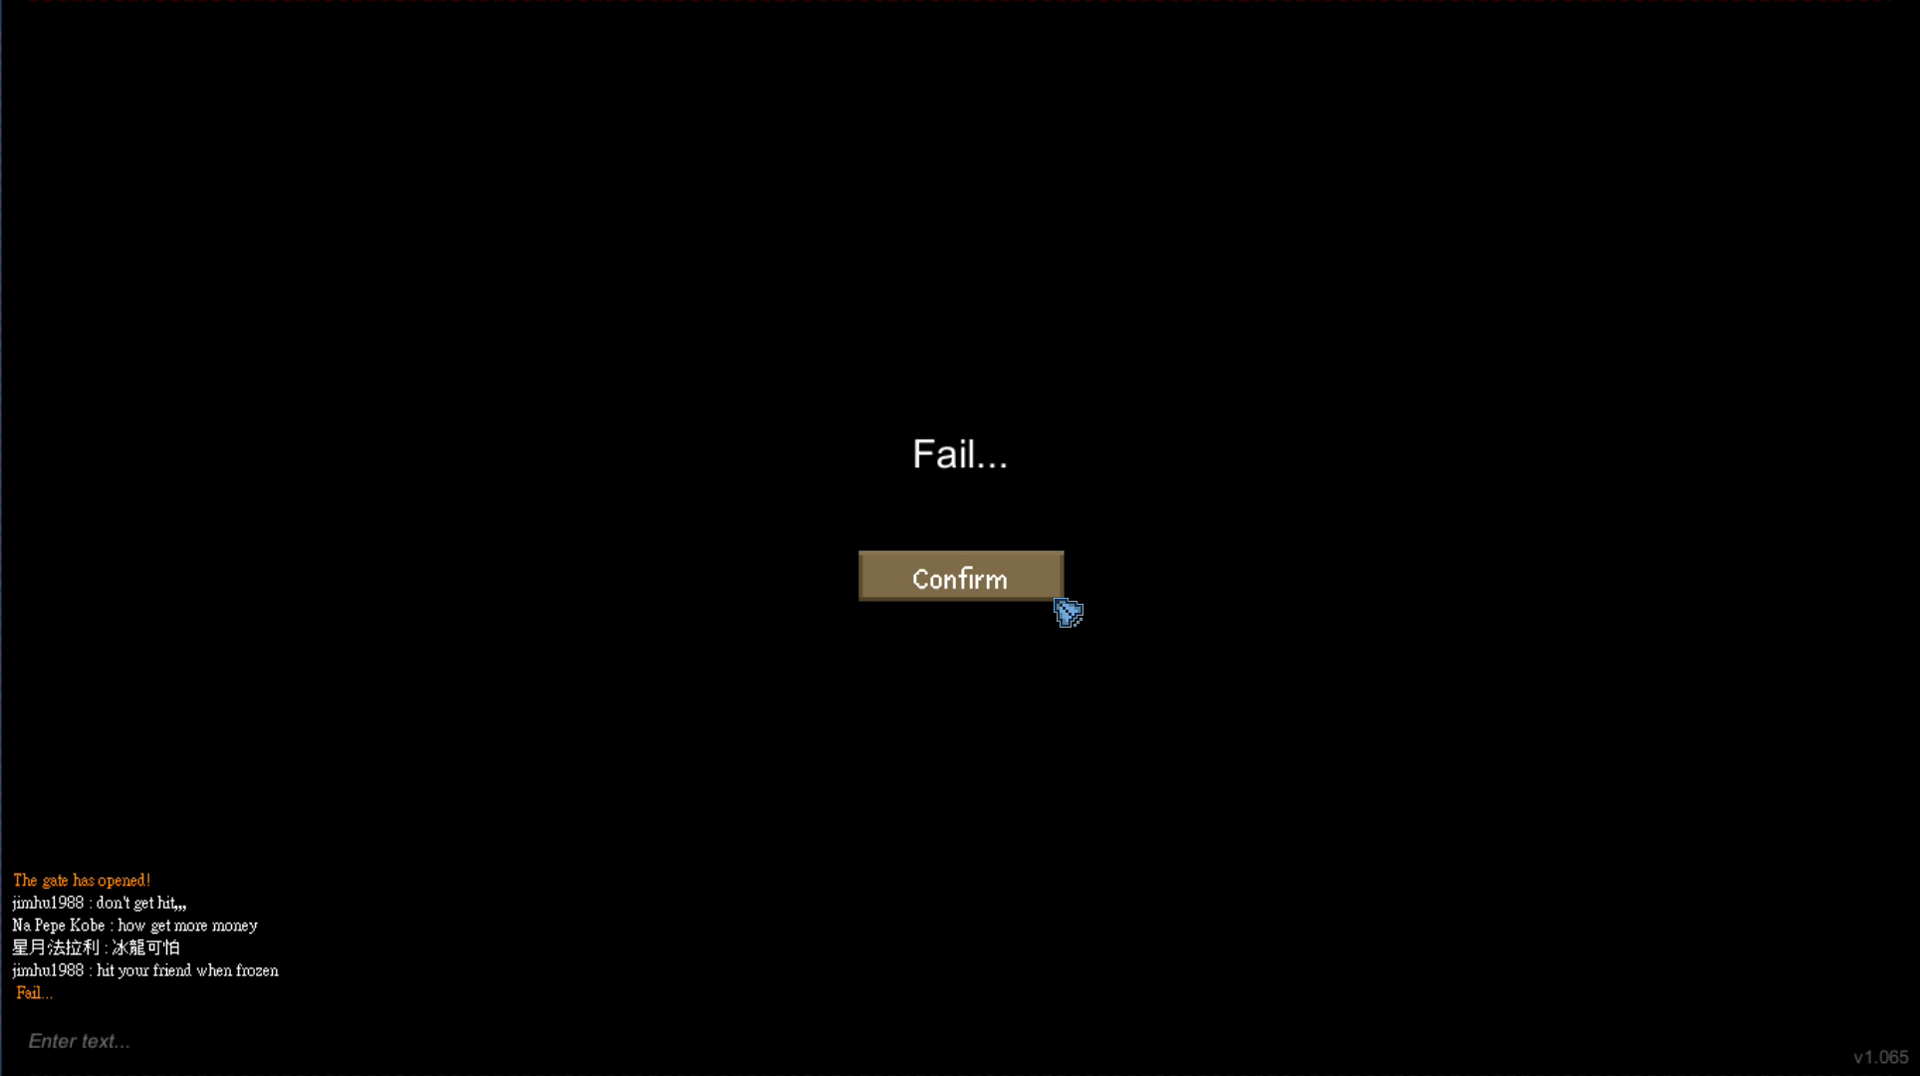 Fail...
Confirm
The gate has opened!
jimhu1988 : don't get hit,,,
Na Pepe Kobe : how get more money
星月法拉利 : 冰龍可怕
jimhu1988 : hit your friend when frozen
Fail...
Enter text...
v1.065